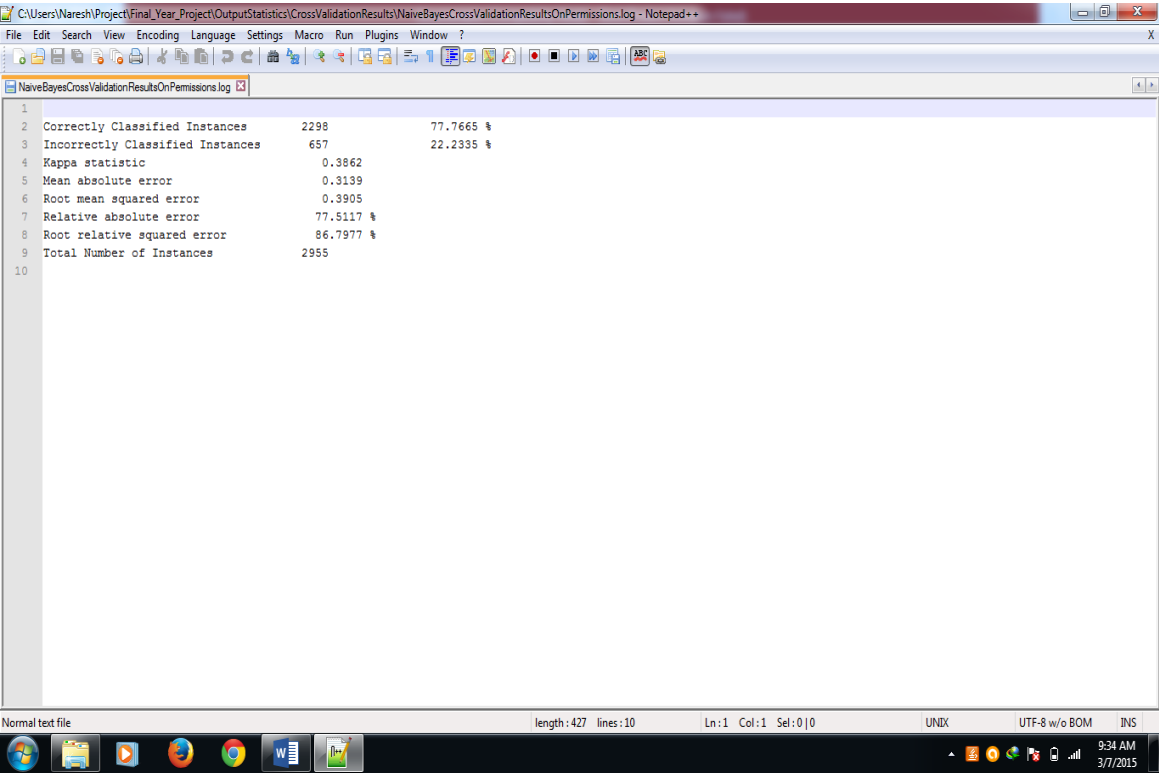 C:\Users\Naresh\Project\Final_Year_Project\OutputStatistics\CrossValidationResults\NaiveBayesCrossValidationResultsOnPermissions.log - Notepad++
File Edit Search View Encoding Language Settings Macro Run Plugins Window ? X
NaiveBayesCrossValidationResultsOnPermissions.log
1
2 Correctly Classified Instances 2298 77.7665 %
3 Incorrectly Classified Instances 657 22.2335 %
4 Kappa statistic 0.3862
5 Mean absolute error 0.3139
6 Root mean squared error 0.3905
7 Relative absolute error 77.5117 %
8 Root relative squared error 86.7977 %
9 Total Number of Instances 2955
10
Normal text file length : 427 lines : 10 Ln : 1 Col : 1 Sel : 0 | 0 UNIX UTF-8 w/o BOM INS
9:34 AM
3/7/2015